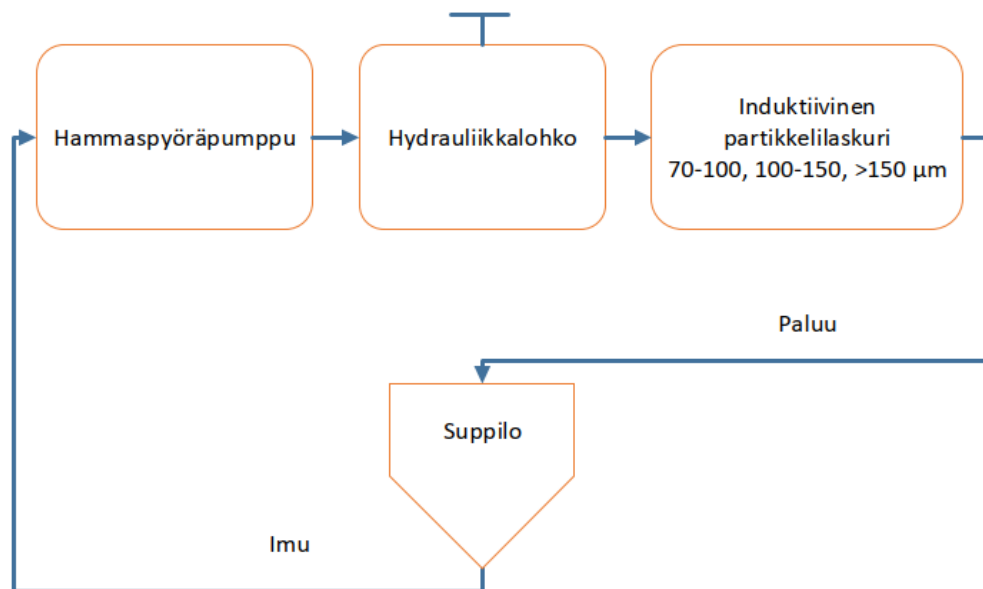 Hammaspyöräpumppu
Hydrauliikkalohko
Induktiivinen
partikkelilaskuri
70-100, 100-150, >150 µm
Paluu
Suppilo
Imu